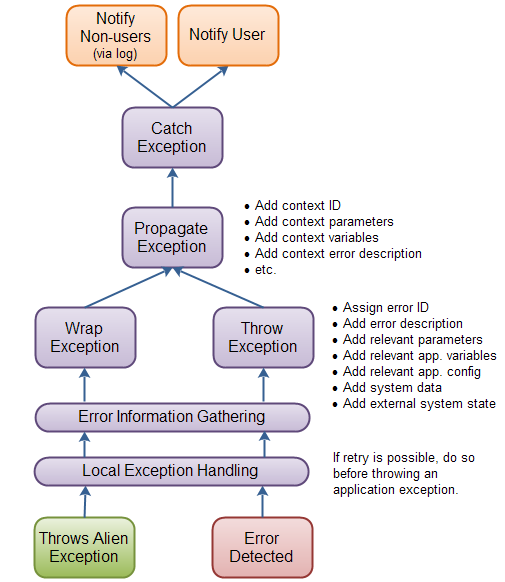 Notify
Non-users
(via log)
Notify User
Catch
Exception
Propagate
Exception
• Add context ID
• Add context parameters
• Add context variables
• Add context error description
• etc.
Wrap
Exception
Throw
Exception
• Assign error ID
• Add error description
• Add relevant parameters
• Add relevant app. variables
• Add relevant app. config
• Add system data
• Add external system state
Error Information Gathering
Local Exception Handling
If retry is possible, do so
before throwing an
application exception.
Throws Alien
Exception
Error
Detected